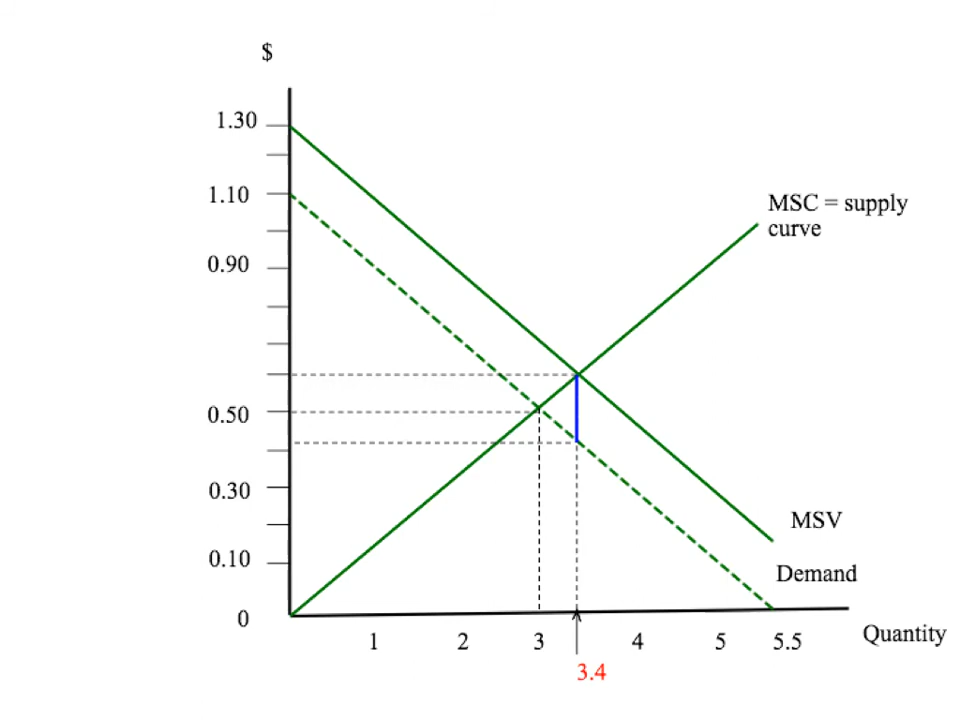 $
1.30
1.10
0.90
0.50
0.30
0.10
0
MSC = supply
curve
MSV
Demand
1 2 3 4 5 5.5
Quantity
3.4